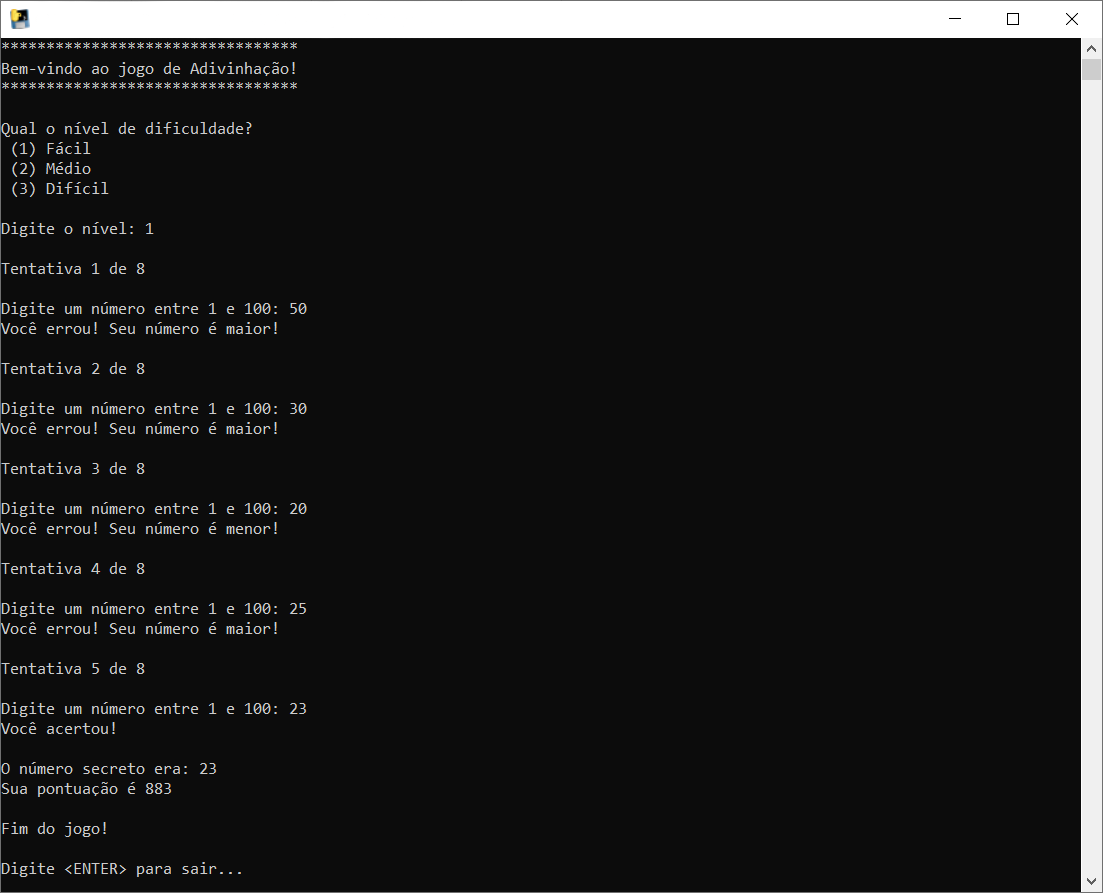 *********************************
Bem-vindo ao jogo de Adivinhação!
*********************************
Qual o nível de dificuldade?
(1) Fácil
(2) Médio
(3) Difícil
Digite o nível: 1
Tentativa 1 de 8
Digite um número entre 1 e 100: 50
Você errou! Seu número é maior!
Tentativa 2 de 8
Digite um número entre 1 e 100: 30
Você errou! Seu número é maior!
Tentativa 3 de 8
Digite um número entre 1 e 100: 20
Você errou! Seu número é menor!
Tentativa 4 de 8
Digite um número entre 1 e 100: 25
Você errou! Seu número é maior!
Tentativa 5 de 8
Digite um número entre 1 e 100: 23
Você acertou!
O número secreto era: 23
Sua pontuação é 883
Fim do jogo!
Digite <ENTER> para sair...